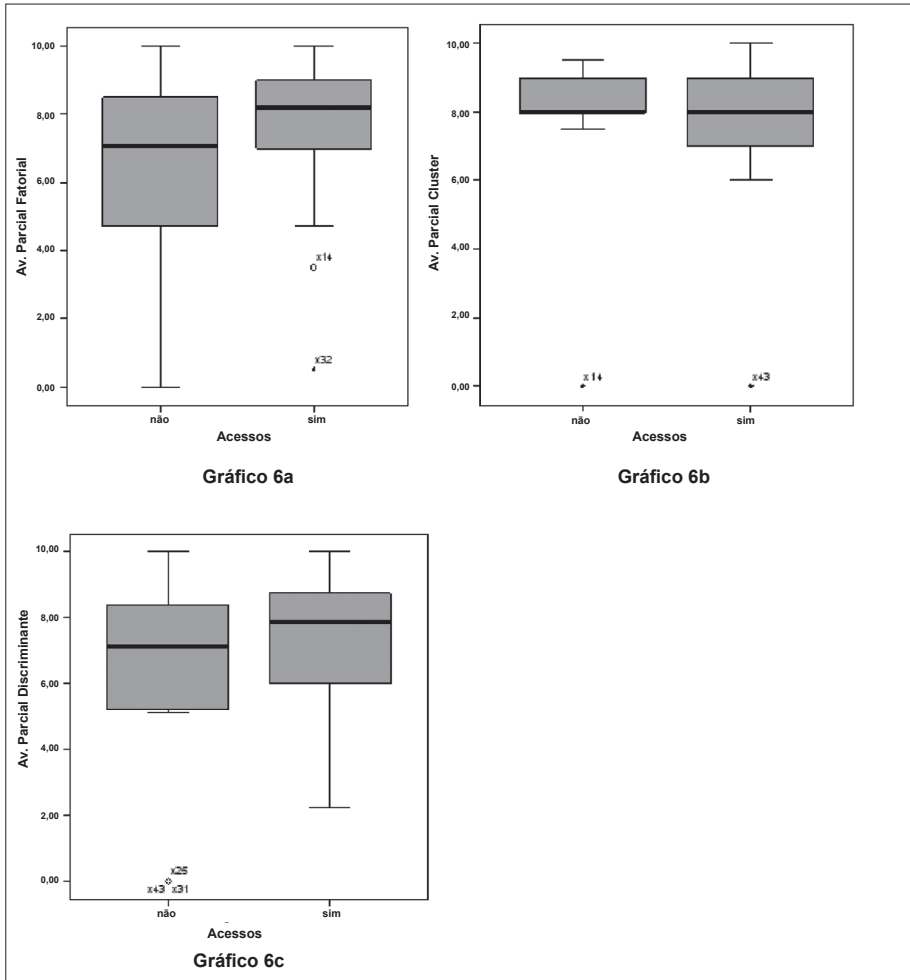 Av. Parcial Fatorial
10,00
8,00
6,00
4,00
2,00
0,00
x14
x32
não
sim
Acessos
Gráfico 6a
Av. Parcial Cluster
10,00
8,00
6,00
4,00
2,00
0,00
x14
x43
não
sim
Acessos
Gráfico 6b
Av. Parcial Discriminante
10,00
8,00
6,00
4,00
2,00
0,00
x25
x43 x31
não
sim
Acessos
Gráfico 6c